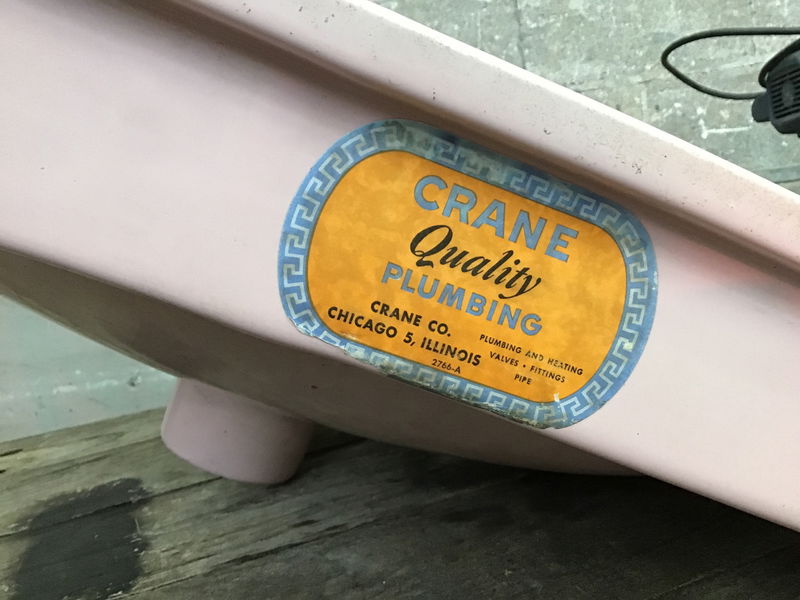 CRANE
Quality
PLUMBING
CRANE CO.
CHICAGO 5, ILLINOIS
2766-A
PLUMBING AND HEATING
VALVES • FITTINGS
PIPE